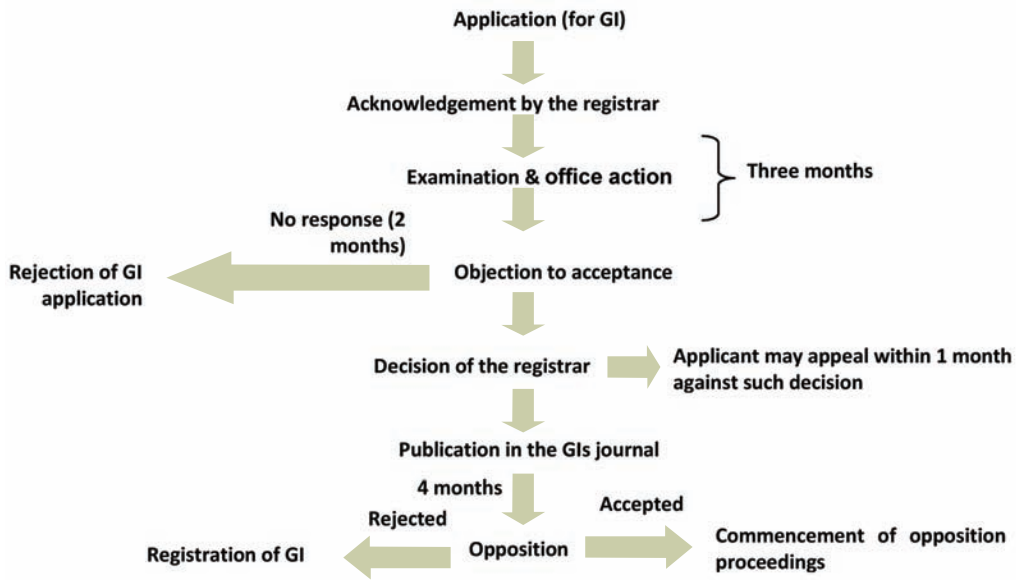 Application (for GI)
Acknowledgement by the registrar
Examination & office action
Three months
No response (2
months)
Rejection of GI
application
Objection to acceptance
Decision of the registrar
Applicant may appeal within 1 month
against such decision
Publication in the GIs journal
4 months
Rejected
Accepted
Registration of GI
Opposition
Commencement of opposition
proceedings